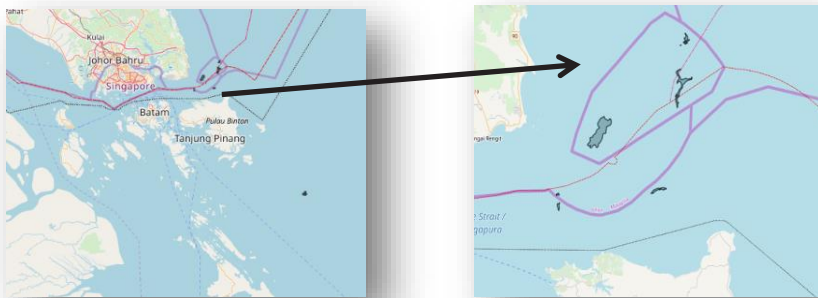 Kulai
Johor Bahru
Singapore
Batam
Pulau Bintan
Tanjung Pinang
e Strait /
gapura